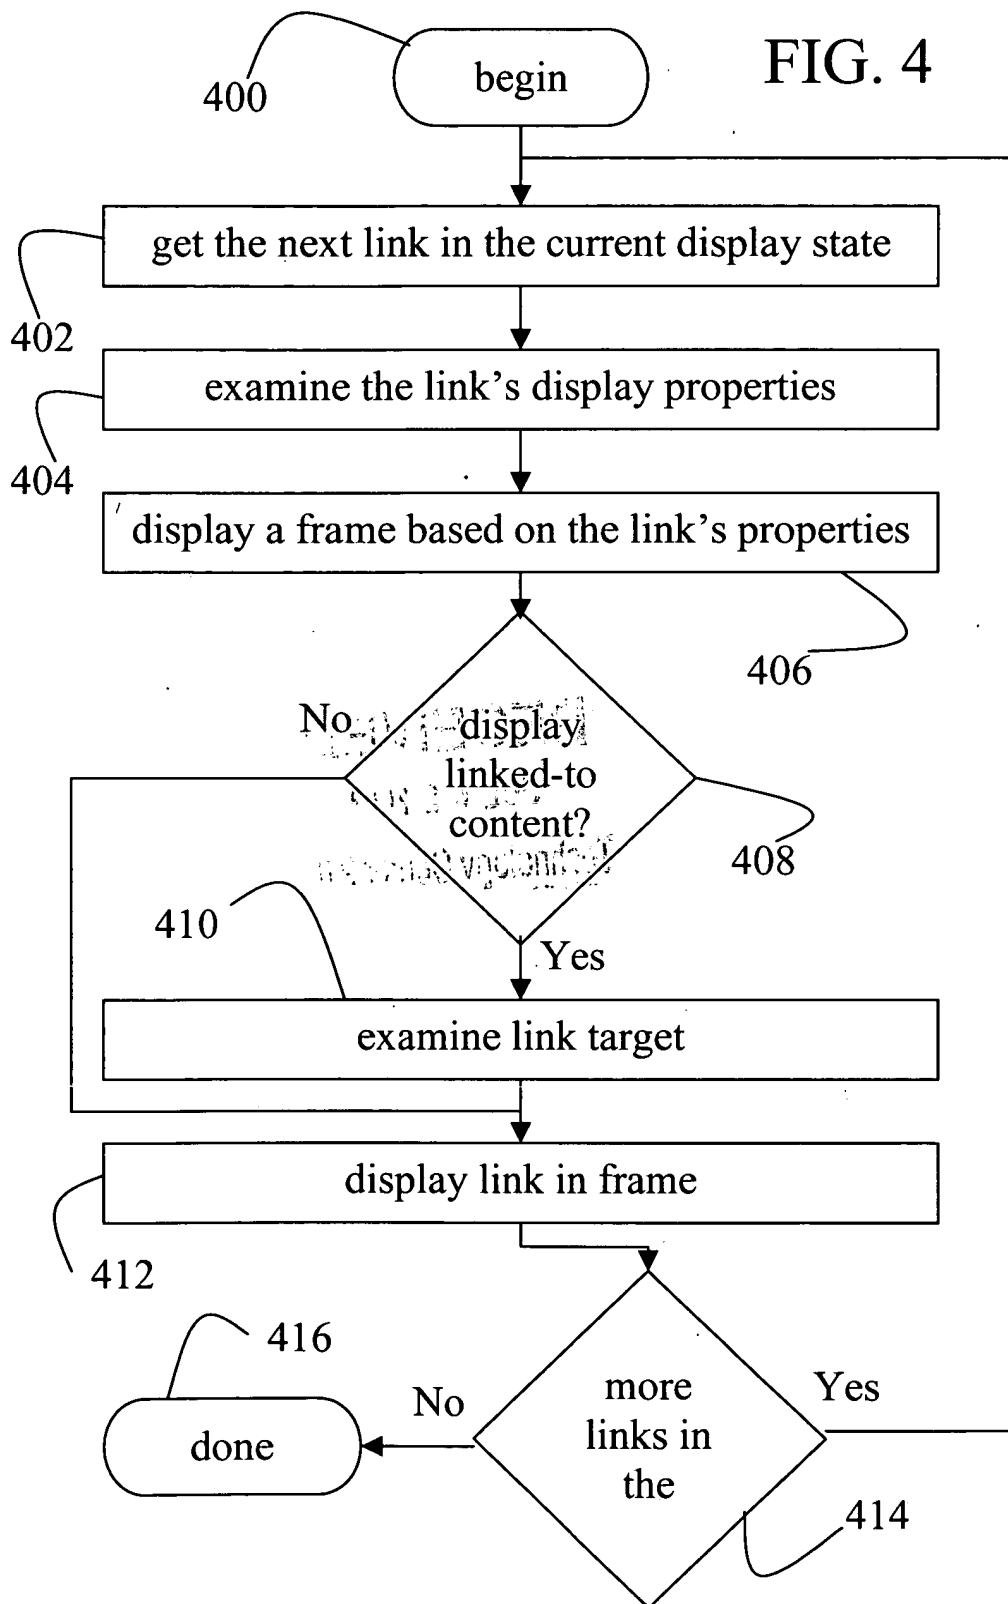 FIG. 4
400
begin
get the next link in the current display state
402
examine the link’s display properties
404
display a frame based on the link’s properties
406
No
display
linked-to
content?
408
410
Yes
examine link target
display link in frame
412
416
No
Yes
more
links in
the
done
414